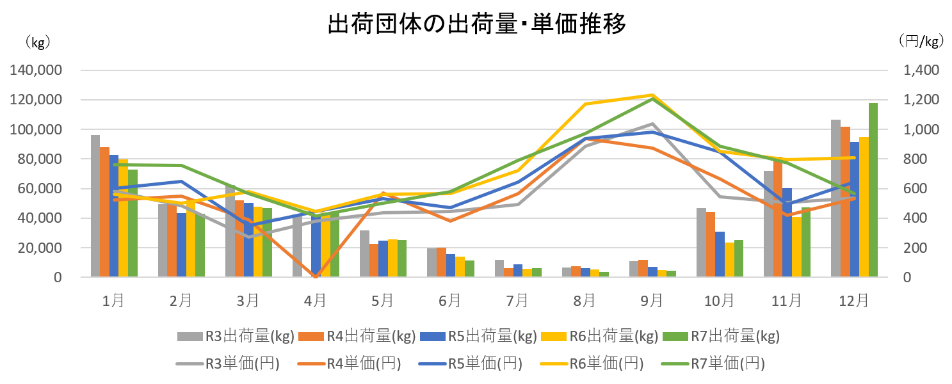 出荷団体の出荷量・単価推移
(kg)
(円/kg)
140,000 1,400
120,000 1,200
100,000 1,000
80,000 800
60,000 600
40,000 400
20,000 200
0 0
1月 2月 3月 4月 5月 6月 7月 8月 9月 10月 11月 12月
R3出荷量(kg) R4出荷量(kg) R5出荷量(kg) R6出荷量(kg) R7出荷量(kg)
R3単価(円) R4単価(円) R5単価(円) R6単価(円) R7単価(円)